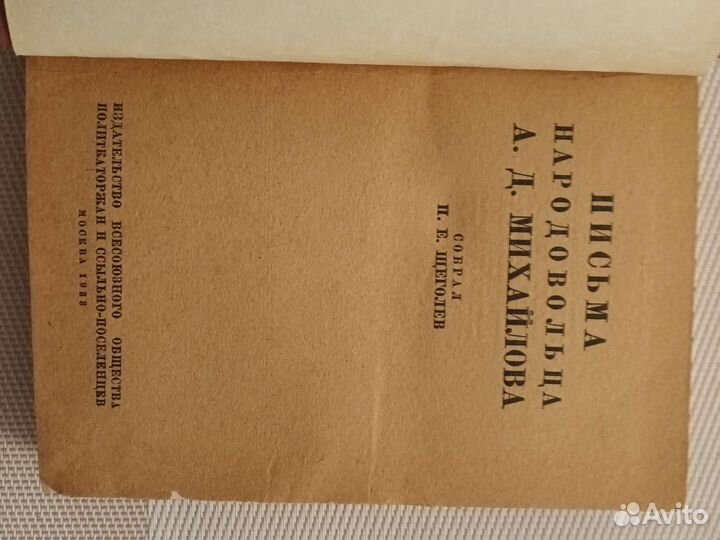 ПИСЬМА
НАРОДОВОЛЬЦА
А. Д. МИХАЙЛОВА
СОБРАЛ
П. Е. ЩЕГОЛЕВ
ИЗДАТЕЛЬСТВО ВСЕСОЮЗНОГО ОБЩЕСТВА
ПОЛИТКАТОРЖАН И ССЫЛЬНО-ПОСЕЛЕНЦЕВ
МОСКВА 1933
Avito